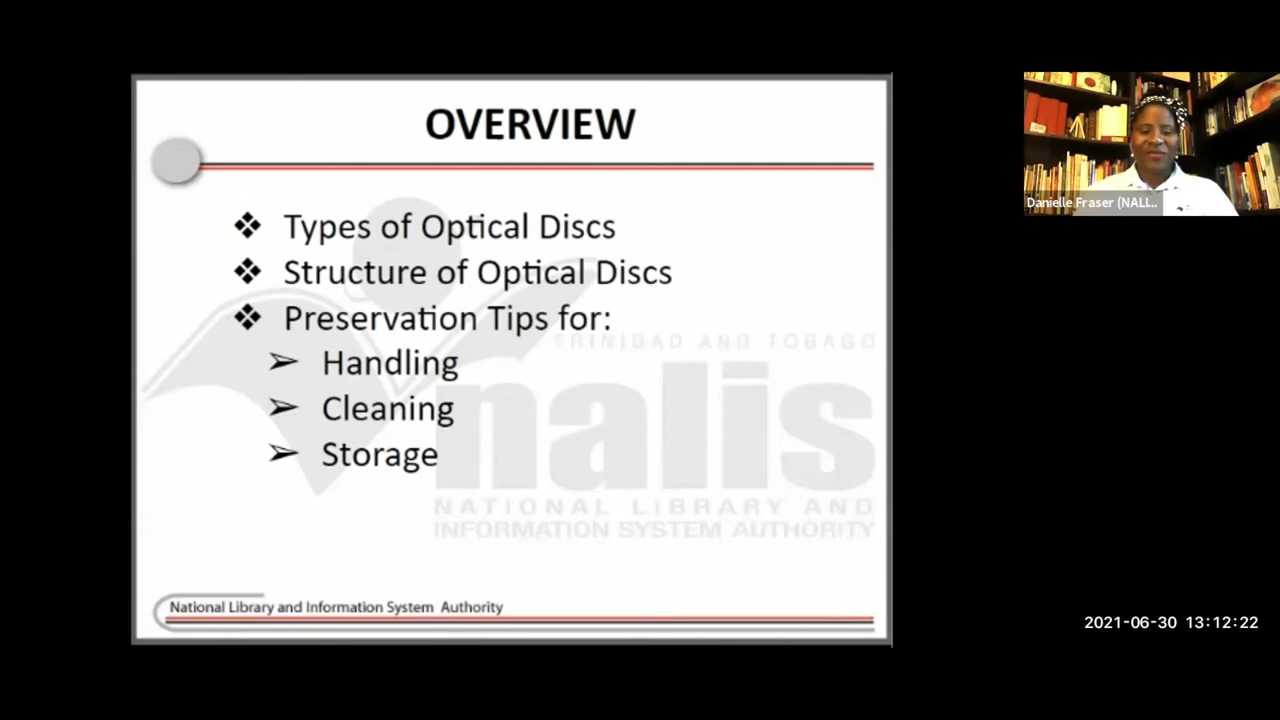 OVERVIEW
❖ Types of Optical Discs
❖ Structure of Optical Discs
❖ Preservation Tips for:
➢ Handling
➢ Cleaning
➢ Storage
TRINIDAD AND TOBAGO
nalis
NATIONAL LIBRARY AND
INFORMATION SYSTEM AUTHORITY
National Library and Information System Authority
Danielle Fraser (NALI...
2021-06-30 13:12:22